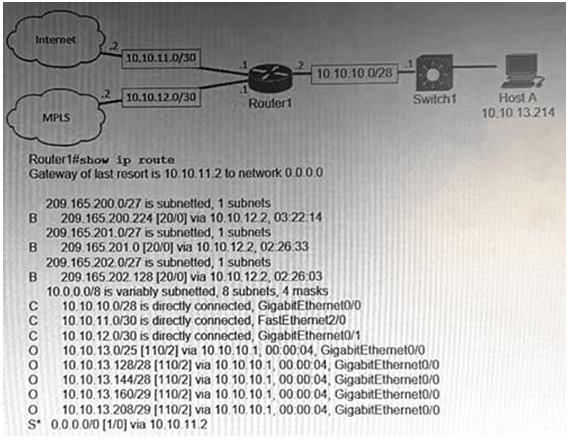 Internet
.2
10.10.11.0/30
.1
.2
10.10.10.0/28
.1
.2
10.10.12.0/30
.1
Router1
Switch1
Host A
10.10.13.214
MPLS
Router1#show ip route
Gateway of last resort is 10.10.11.2 to network 0.0.0.0
209.165.200.0/27 is subnetted, 1 subnets
B 209.165.200.224 [20/0] via 10.10.12.2, 03:22:14
209.165.201.0/27 is subnetted, 1 subnets
B 209.165.201.0 [20/0] via 10.10.12.2, 02:26:33
209.165.202.0/27 is subnetted, 1 subnets
B 209.165.202.128 [20/0] via 10.10.12.2, 02:26:03
10.0.0.0/8 is variably subnetted, 8 subnets, 4 masks
C 10.10.10.0/28 is directly connected, GigabitEthernet0/0
C 10.10.11.0/30 is directly connected, FastEthernet2/0
C 10.10.12.0/30 is directly connected, GigabitEthernet0/1
O 10.10.13.0/25 [110/2] via 10.10.10.1, 00:00:04, GigabitEthernet0/0
O 10.10.13.128/28 [110/2] via 10.10.10.1, 00:00:04, GigabitEthernet0/0
O 10.10.13.144/28 [110/2] via 10.10.10.1, 00:00:04, GigabitEthernet0/0
O 10.10.13.160/29 [110/2] via 10.10.10.1, 00:00:04, GigabitEthernet0/0
O 10.10.13.208/29 [110/2] via 10.10.10.1, 00:00:04, GigabitEthernet0/0
S* 0.0.0.0/0 [1/0] via 10.10.11.2